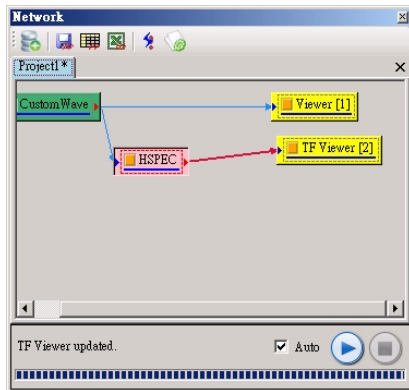 Network
Project1 *
CustomWave
Viewer [1]
HSPEC
TF Viewer [2]
TF Viewer updated.
Auto